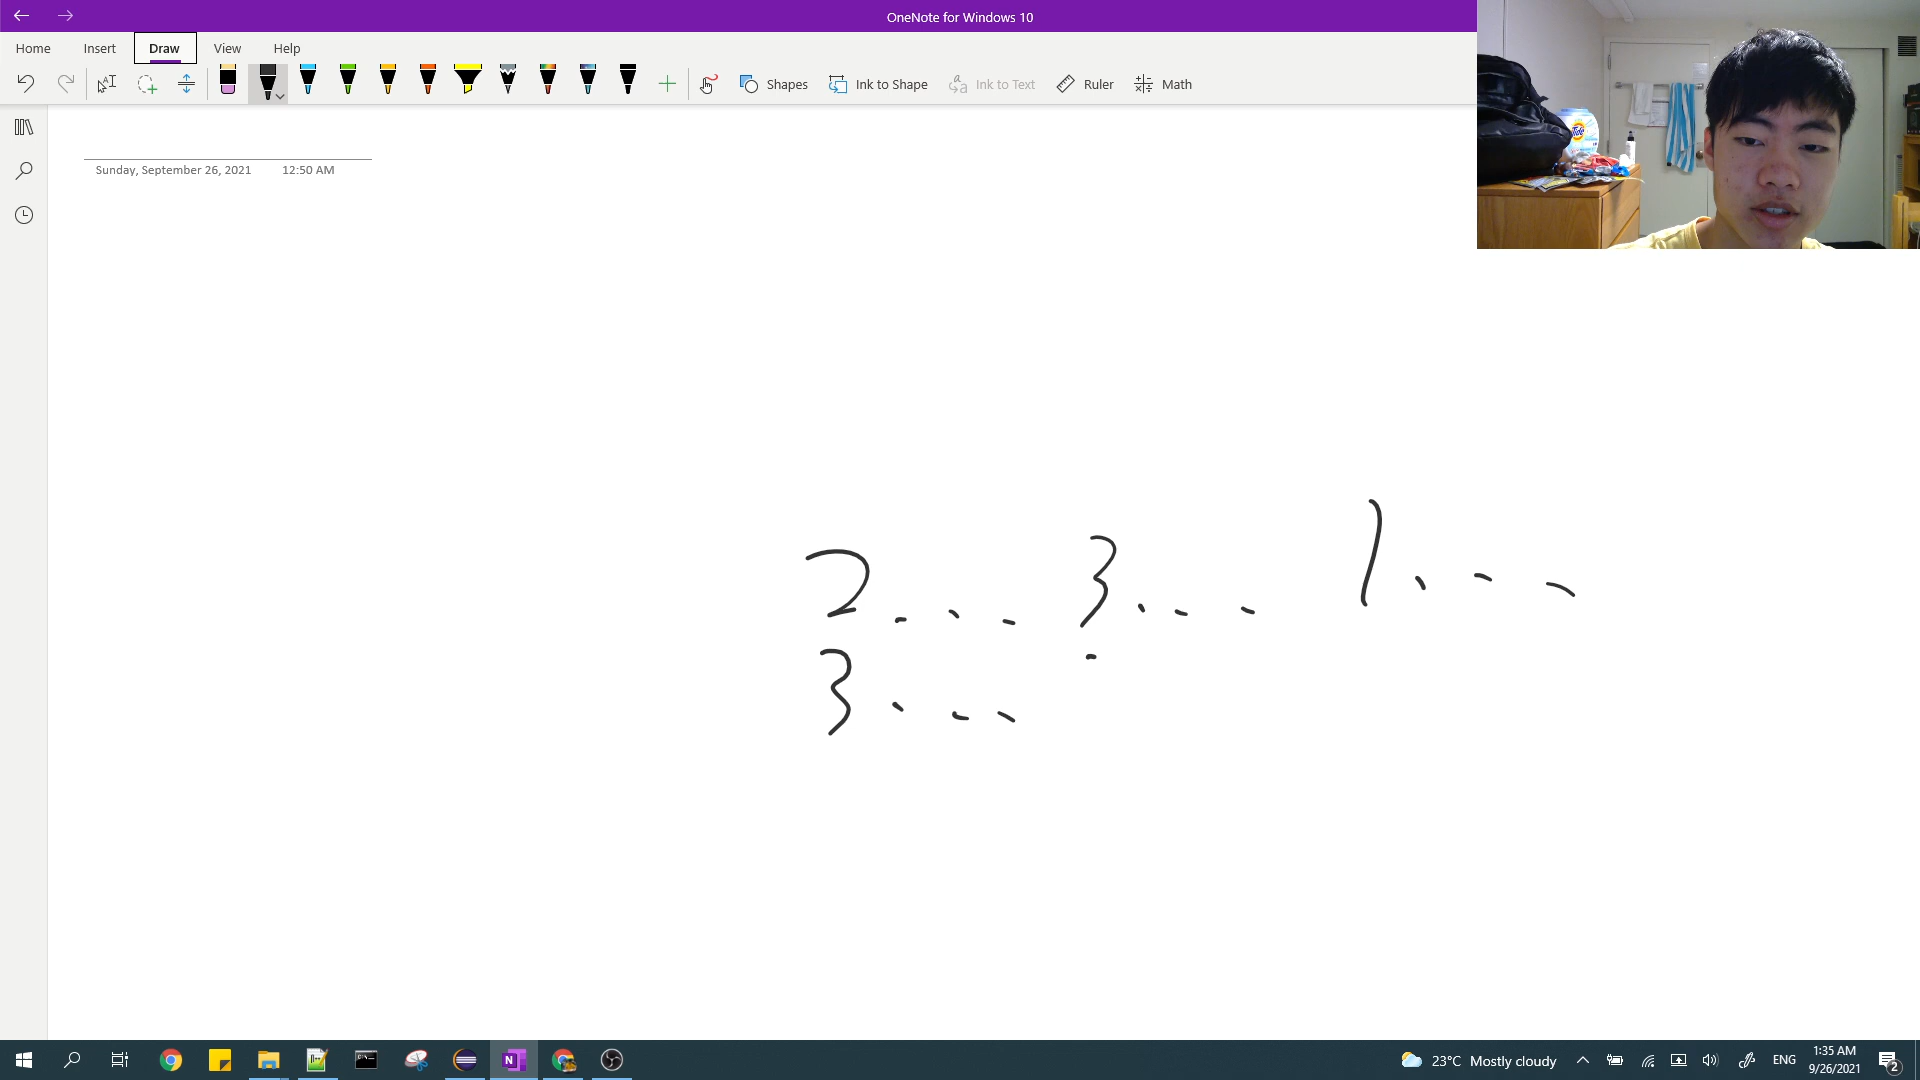 OneNote for Windows 10
Home Insert Draw View Help
Shapes Ink to Shape Ink to Text Ruler Math
Sunday, September 26, 2021 12:50 AM
Tide
2 . . . 3 . . . 1 . . .
3 . . . .
23°C Mostly cloudy ENG 1:35 AM
9/26/2021 2